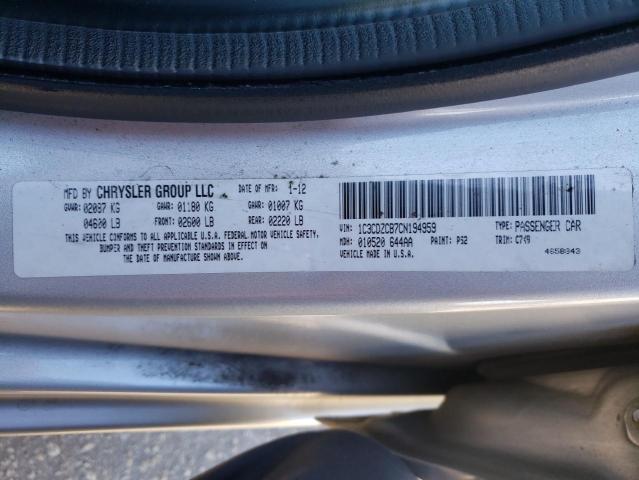 MFD BY CHRYSLER GROUP LLC DATE OF MFR: 1-12
GVWR: 02087 KG GAWR: 01180 KG GAWR: 01007 KG
04600 LB FRONT: 02600 LB REAR: 02220 LB
THIS VEHICLE CONFORMS TO ALL APPLICABLE U.S.A. FEDERAL MOTOR VEHICLE SAFETY,
BUMPER AND THEFT PREVENTION STANDARDS IN EFFECT ON
THE DATE OF MANUFACTURE SHOWN ABOVE.
VIN: 1C3CDZCB7CN194959 TYPE: PASSENGER CAR
MDH 010520 644AA PAINT: PS2 TRIM: C7V9
VEHICLE MADE IN U.S.A. 4658943